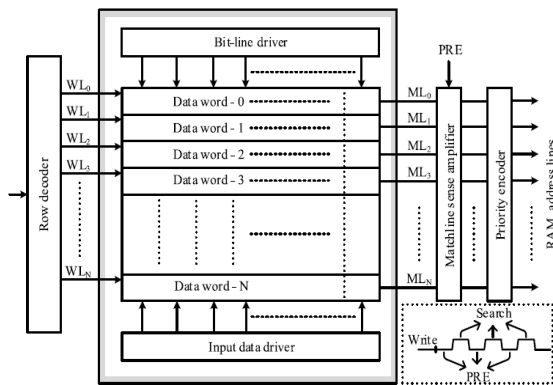 Bit-line driver
PRE
WL0
WL1
WL2
WL3
WLN
Row decoder
Data word - 0
Data word - 1
Data word - 2
Data word - 3
Data word - N
ML0
ML1
ML2
ML3
MLN
Matchline sense amplifier
Priority encoder
RAM address lines
Input data driver
Search
Write
PRE